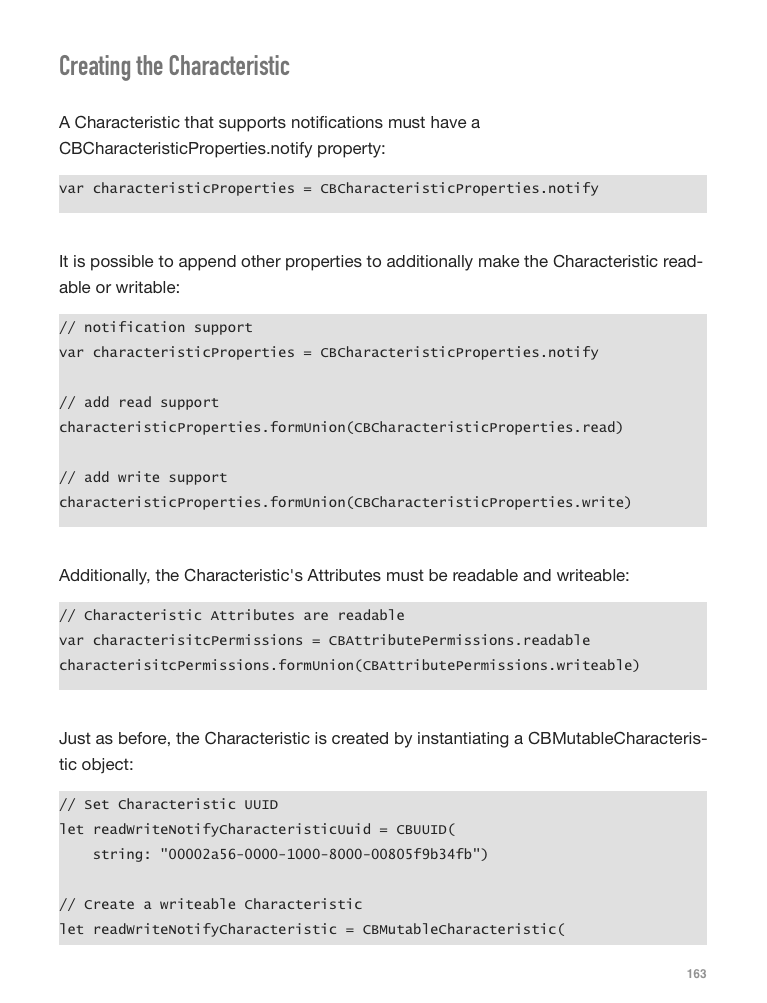 Creating the Characteristic
A Characteristic that supports notifications must have a
CBCharacteristicProperties.notify property:
var characteristicProperties = CBCharacteristicProperties.notify
It is possible to append other properties to additionally make the Characteristic read-
able or writable:
// notification support
var characteristicProperties = CBCharacteristicProperties.notify
// add read support
characteristicProperties.formUnion(CBCharacteristicProperties.read)
// add write support
characteristicProperties.formUnion(CBCharacteristicProperties.write)
Additionally, the Characteristic's Attributes must be readable and writeable:
// Characteristic Attributes are readable
var characterisitcPermissions = CBAttributePermissions.readable
characterisitcPermissions.formUnion(CBAttributePermissions.writeable)
Just as before, the Characteristic is created by instantiating a CBMutableCharacteris-
tic object:
// Set Characteristic UUID
let readWriteNotifyCharacteristicUuid = CBUUID(
    string: "00002a56-0000-1000-8000-00805f9b34fb")
// Create a writeable Characteristic
let readWriteNotifyCharacteristic = CBMutableCharacteristic(
163